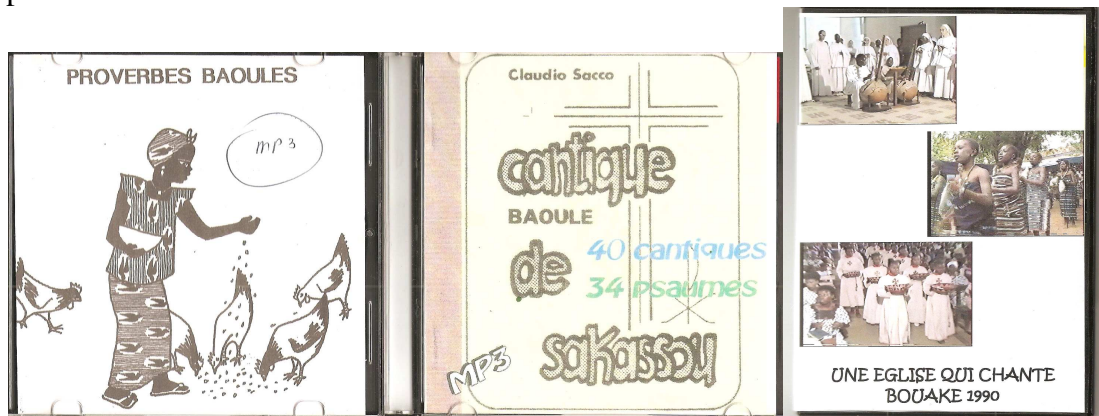 PROVERBES BAOULES
MP3
Claudio Sacco
cantique
BAOULE
de
40 cantiques
34 psaumes
sakassou
MP3
UNE EGLISE QUI CHANTE
BOUAKE 1990